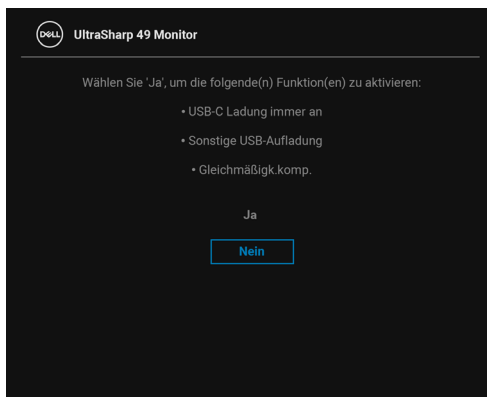 DELL UltraSharp 49 Monitor
Wählen Sie 'Ja', um die folgende(n) Funktion(en) zu aktivieren:
• USB-C Ladung immer an
• Sonstige USB-Aufladung
• Gleichmäßigk.komp.
Ja
Nein